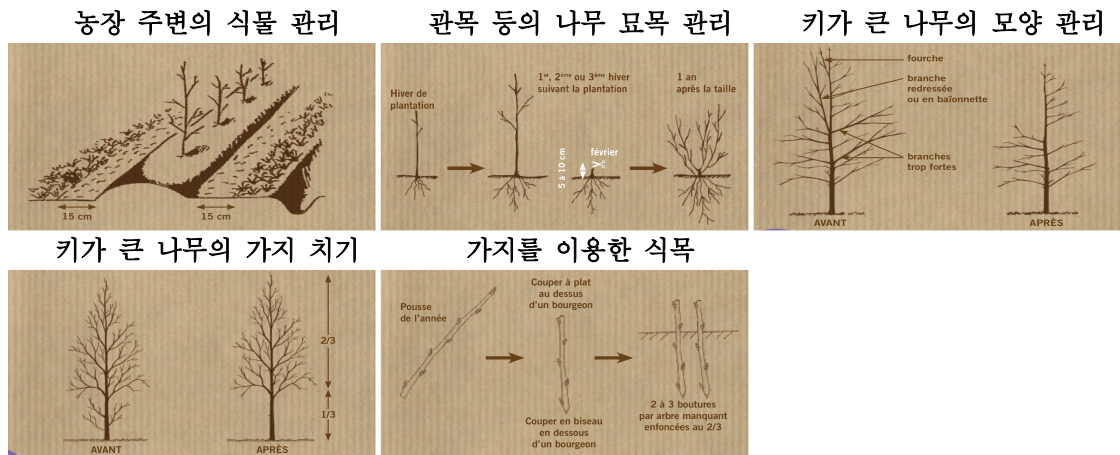 농장 주변의 식물 관리
15 cm
15 cm
관목 등의 나무 묘목 관리
Hiver de
plantation
1er, 2ème ou 3ème hiver
suivant la plantation
5 à 10 cm
février
1 an
après la taille
키가 큰 나무의 모양 관리
fourche
branche
redressée
ou en baïonnette
branches
trop fortes
AVANT
APRÈS
키가 큰 나무의 가지 치기
2/3
1/3
AVANT
APRÈS
가지를 이용한 식목
Pousse
de l'année
Couper à plat
au dessus
d'un bourgeon
Couper en biseau
en dessous
d'un bourgeon
2 à 3 boutures
par arbre manquant
enfoncées au 2/3